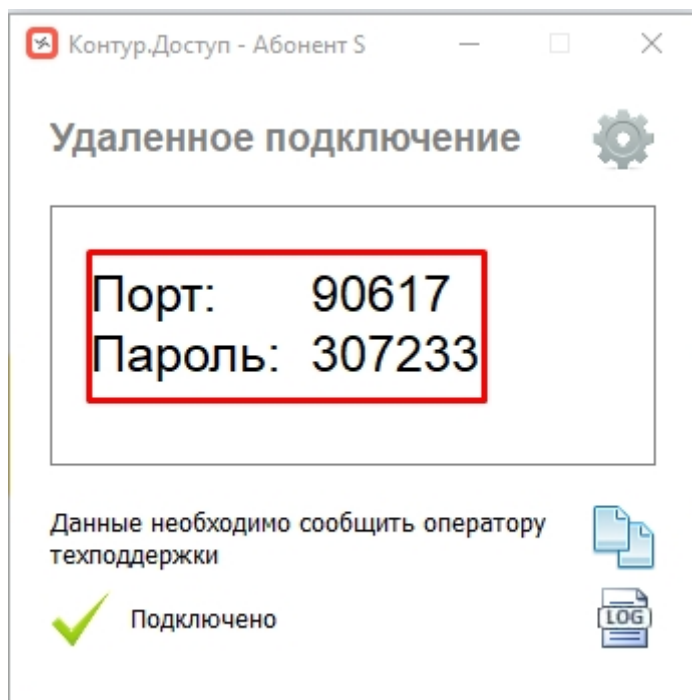 Контур.Доступ - Абонент S
Удаленное подключение
Порт: 90617
Пароль: 307233
Данные необходимо сообщить оператору
техподдержки
Подключено
LOG